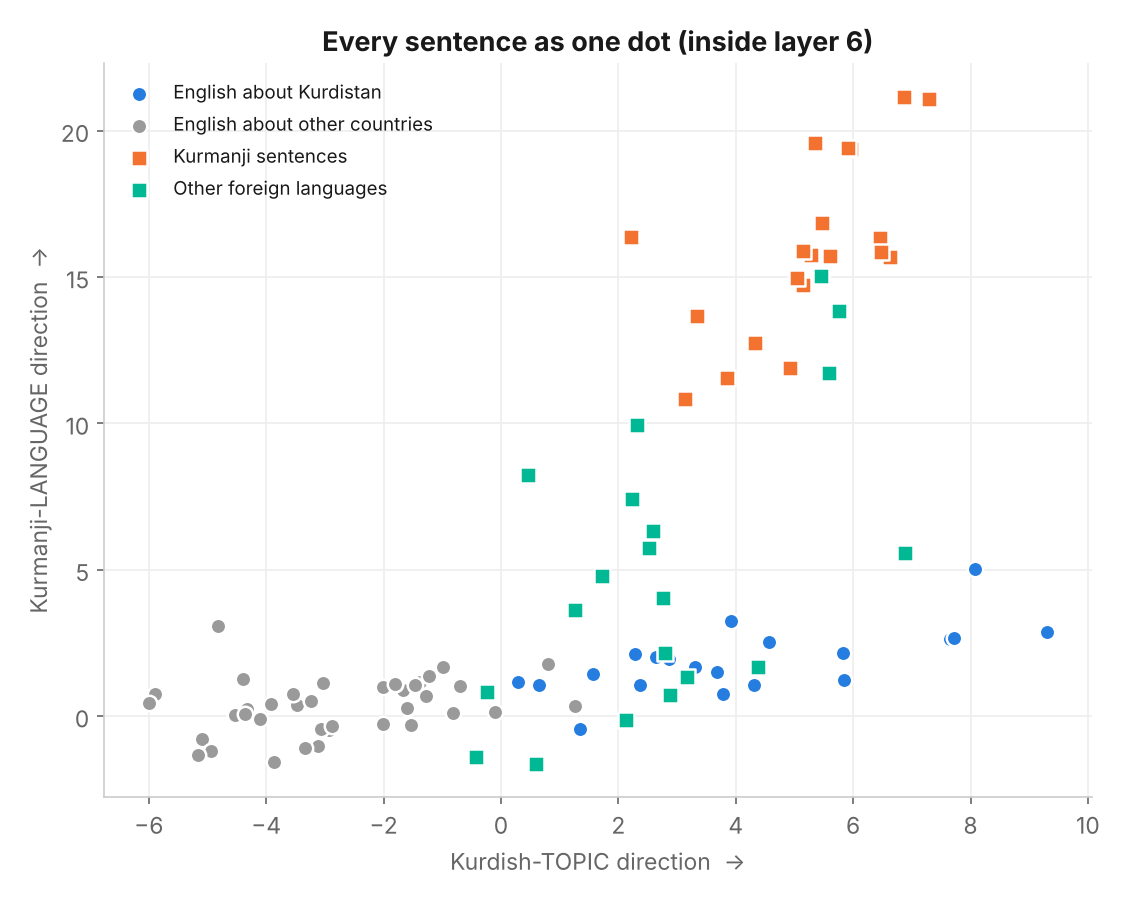 Every sentence as one dot (inside layer 6)
English about Kurdistan
English about other countries
Kurmanji sentences
Other foreign languages
Kurmanji-LANGUAGE direction →
20
15
10
5
0
−6 −4 −2 0 2 4 6 8 10
Kurdish-TOPIC direction →